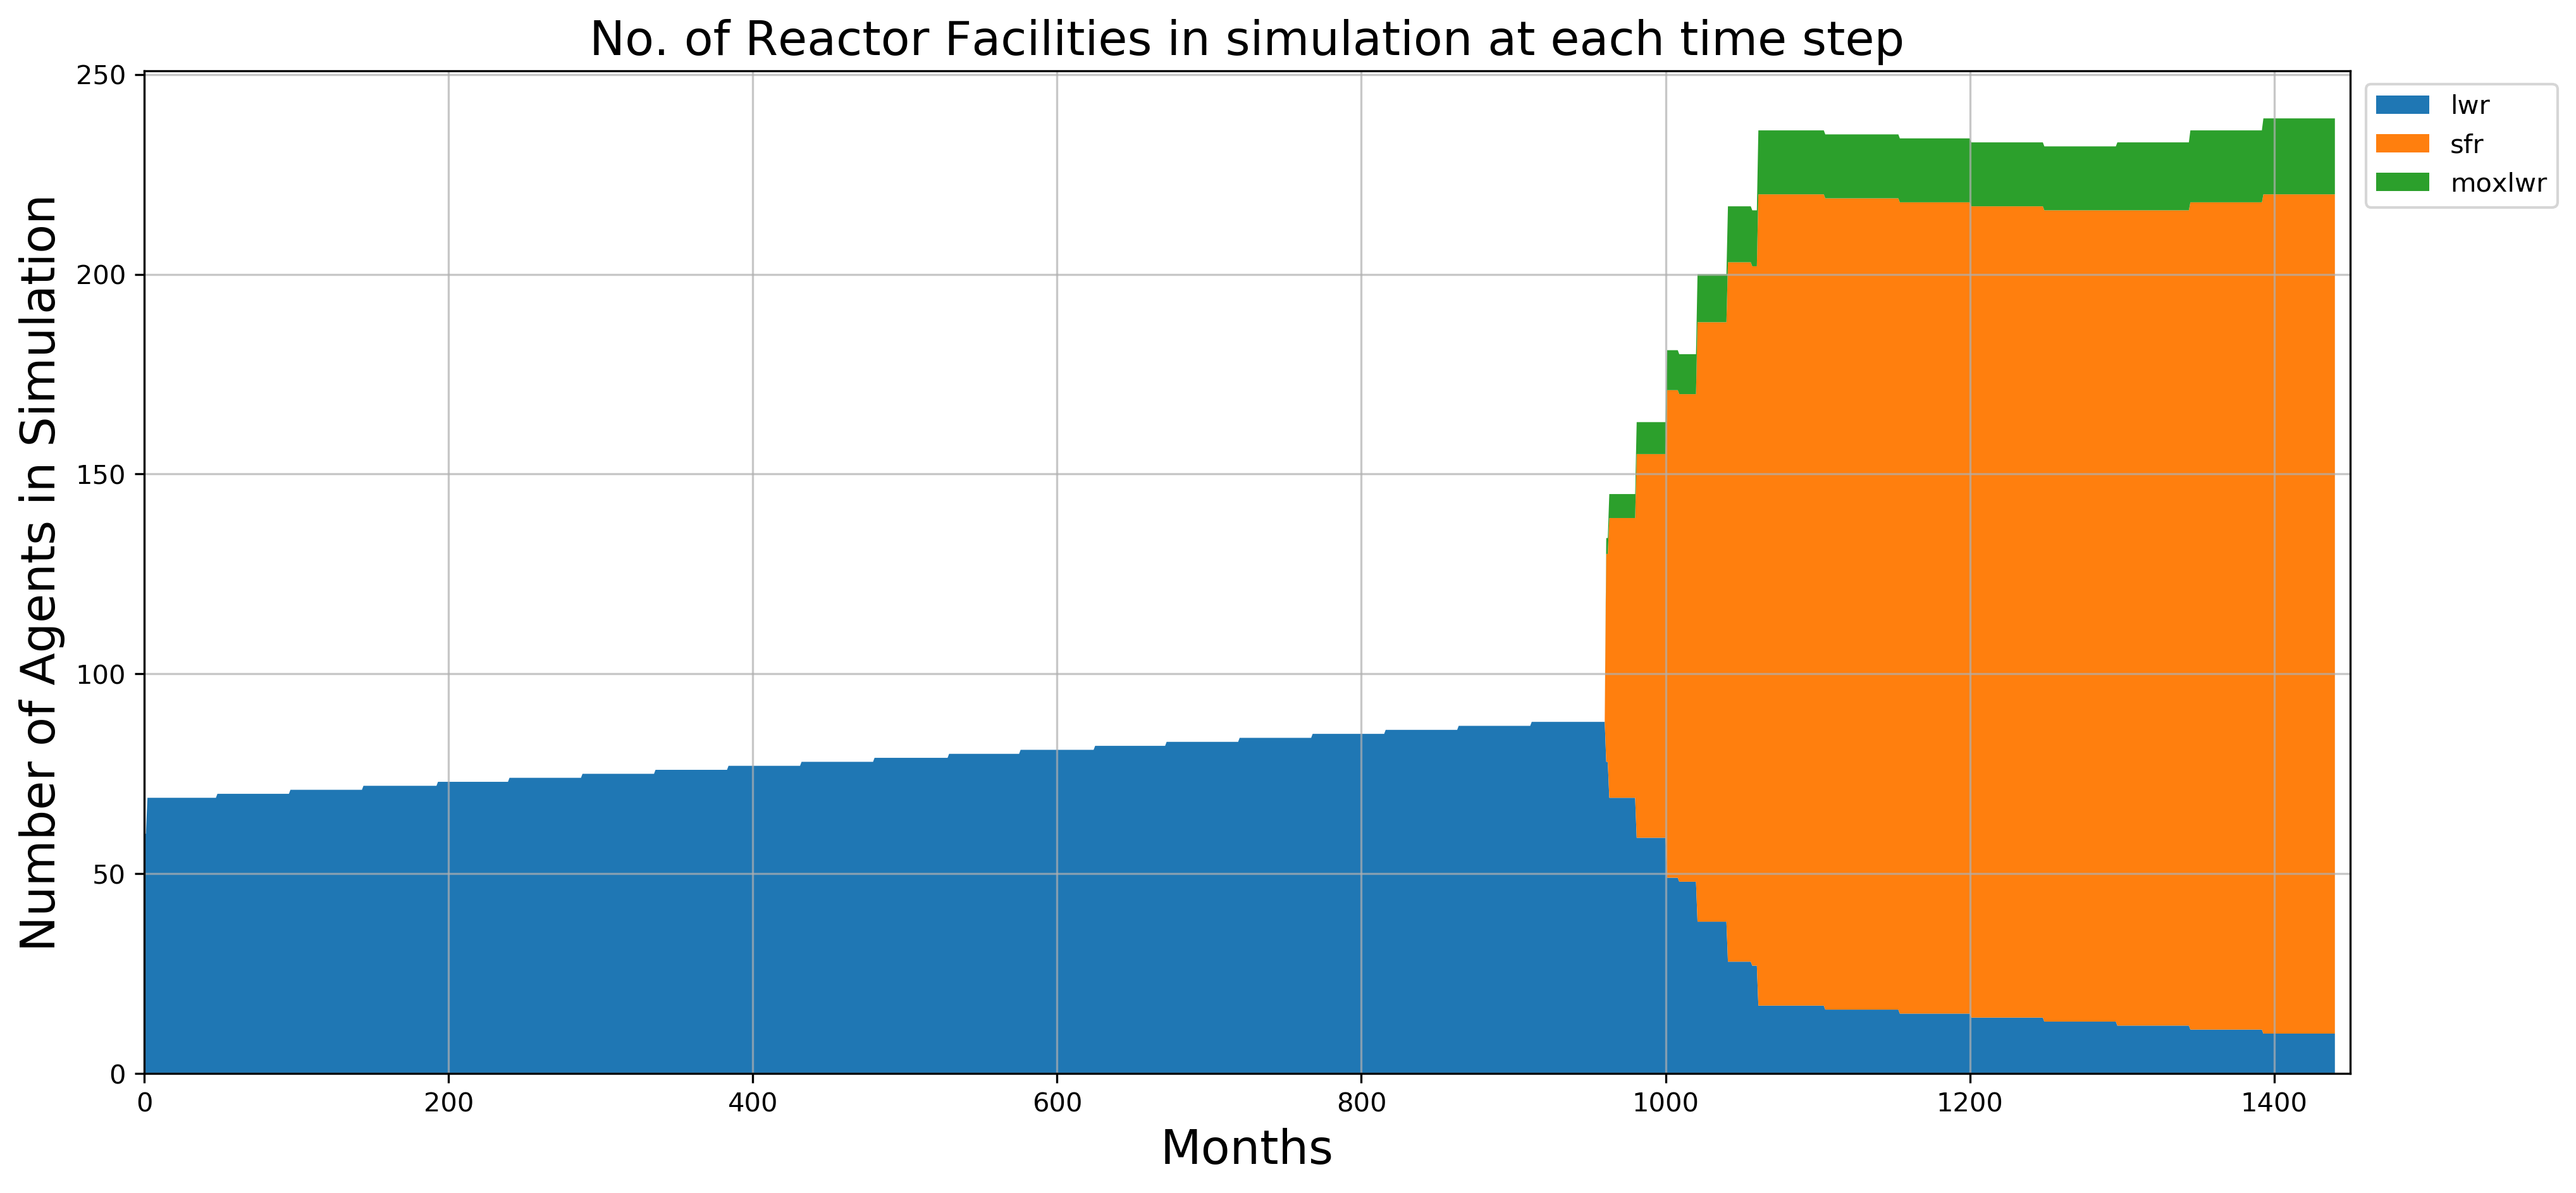 No. of Reactor Facilities in simulation at each time step
250
200
150
100
50
0
Number of Agents in Simulation
0 200 400 600 800 1000 1200 1400
Months
lwr
sfr
moxlwr